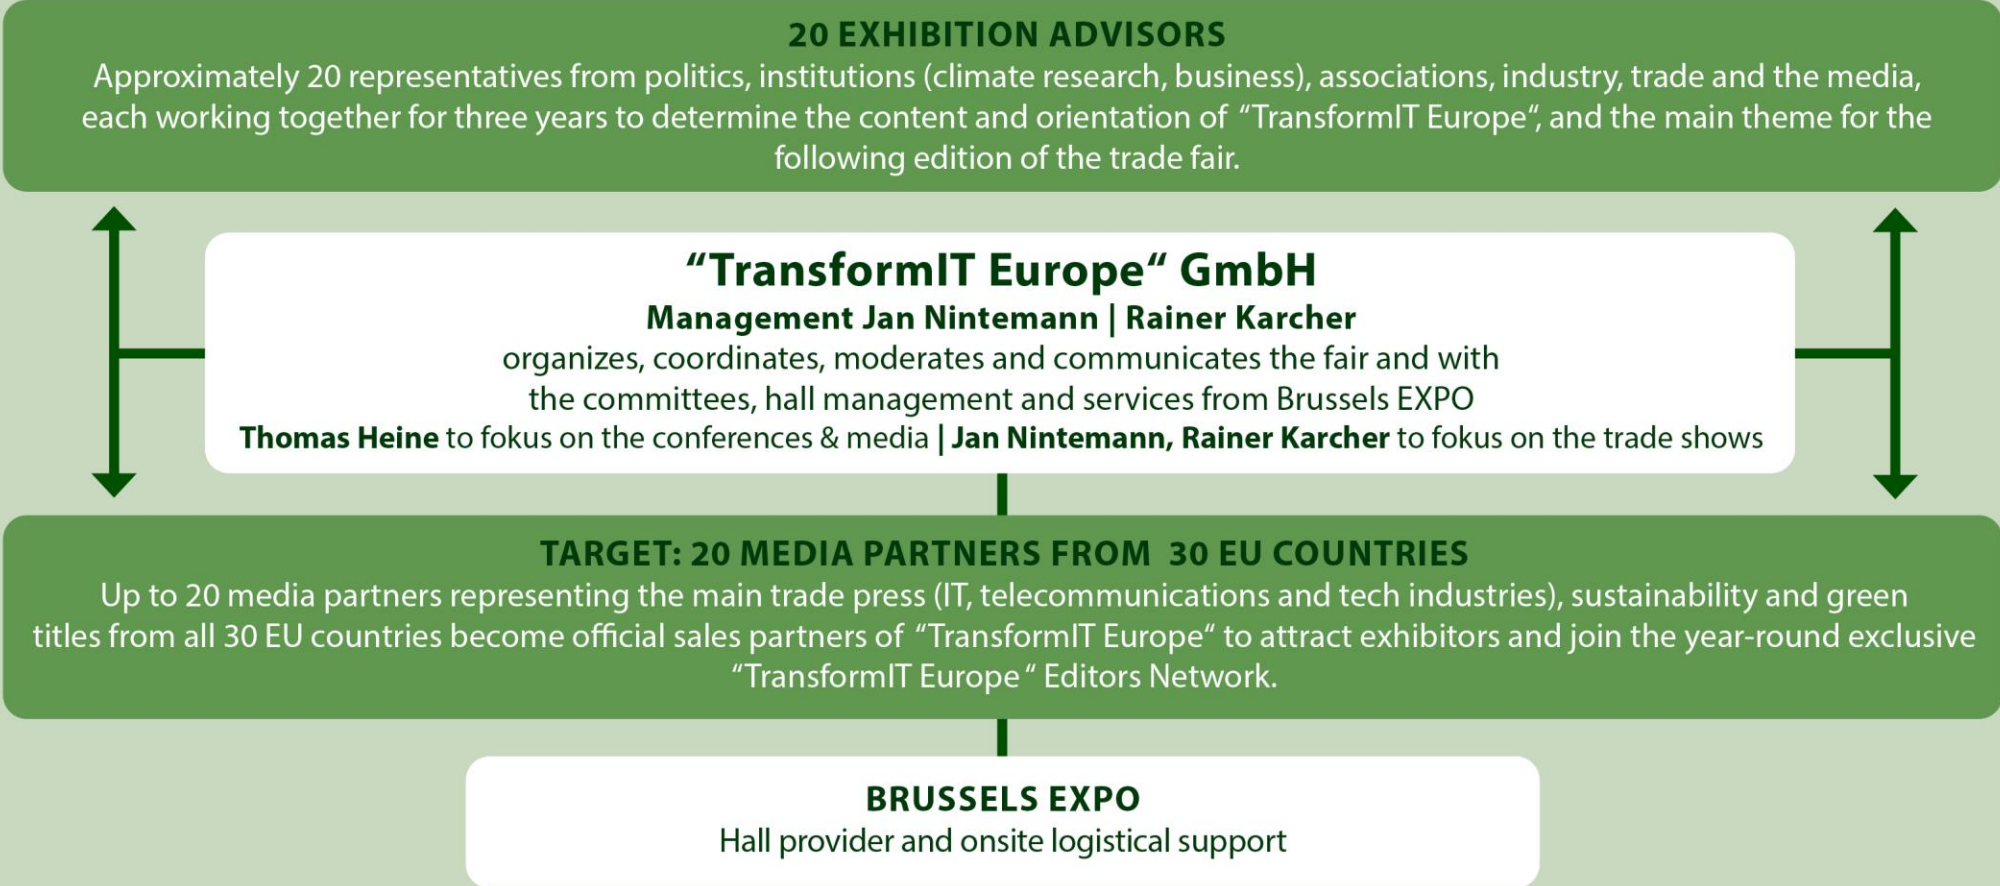 20 EXHIBITION ADVISORS
Approximately 20 representatives from politics, institutions (climate research, business), associations, industry, trade and the media,
each working together for three years to determine the content and orientation of “TransformIT Europe“, and the main theme for the
following edition of the trade fair.
“TransformIT Europe“ GmbH
Management Jan Nintemann | Rainer Karcher
organizes, coordinates, moderates and communicates the fair and with
the committees, hall management and services from Brussels EXPO
Thomas Heine to fokus on the conferences & media | Jan Nintemann, Rainer Karcher to fokus on the trade shows
TARGET: 20 MEDIA PARTNERS FROM 30 EU COUNTRIES
Up to 20 media partners representing the main trade press (IT, telecommunications and tech industries), sustainability and green
titles from all 30 EU countries become official sales partners of “TransformIT Europe“ to attract exhibitors and join the year-round exclusive
“TransformIT Europe“ Editors Network.
BRUSSELS EXPO
Hall provider and onsite logistical support